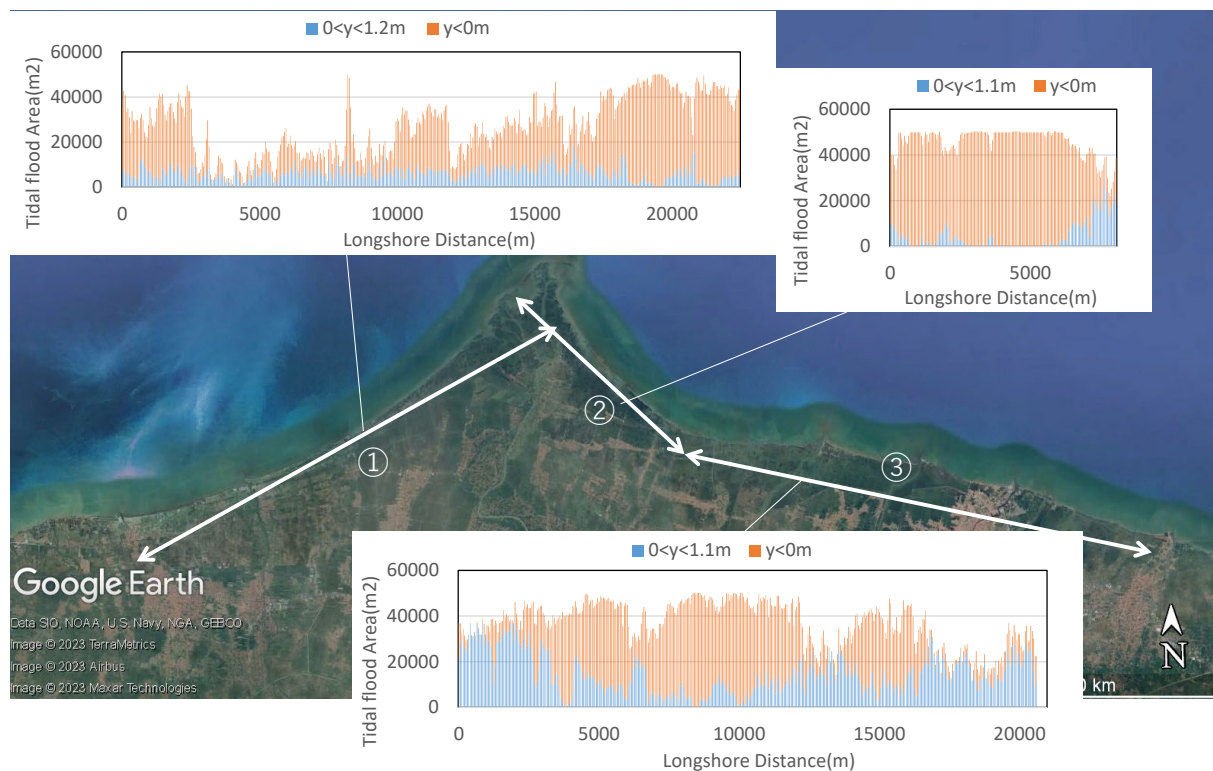 0<y<1.2m y<0m
Tidal flood Area(m2)
60000
40000
20000
0
0 5000 10000 15000 20000
Longshore Distance(m)
0<y<1.1m y<0m
Tidal flood Area(m2)
60000
40000
20000
0
0 5000
Longshore Distance(m)
①
②
③
0<y<1.1m y<0m
Tidal flood Area(m2)
60000
40000
20000
0
0 5000 10000 15000 20000
Longshore Distance(m)
Google Earth
Data SIO, NOAA, U.S. Navy, NGA, GEBCO
Image © 2023 TerraMetrics
Image © 2023 Airbus
Image © 2023 Maxar Technologies
N
km